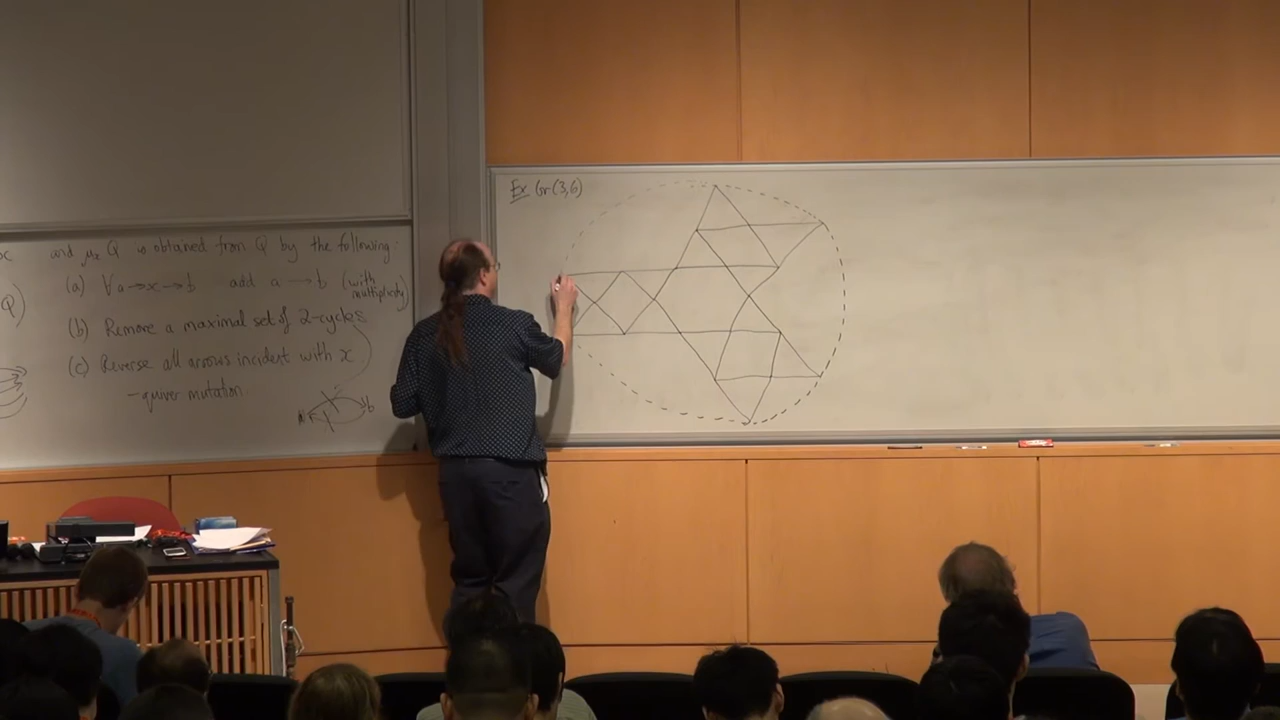 and μx Q is obtained from Q by the following:
(a) ∀a→x→b add a→b (with multiplicity)
(b) Remove a maximal set of 2-cycles
(c) Reverse all arrows incident with x
- quiver mutation.
b
Q)
Ex Gr(3,6)